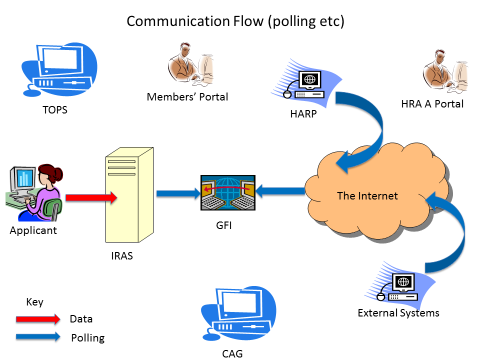 Communication Flow (polling etc)
TOPS
Members' Portal
HARP
HRA A Portal
The Internet
Applicant
IRAS
GFI
External Systems
CAG
Key
Data
Polling